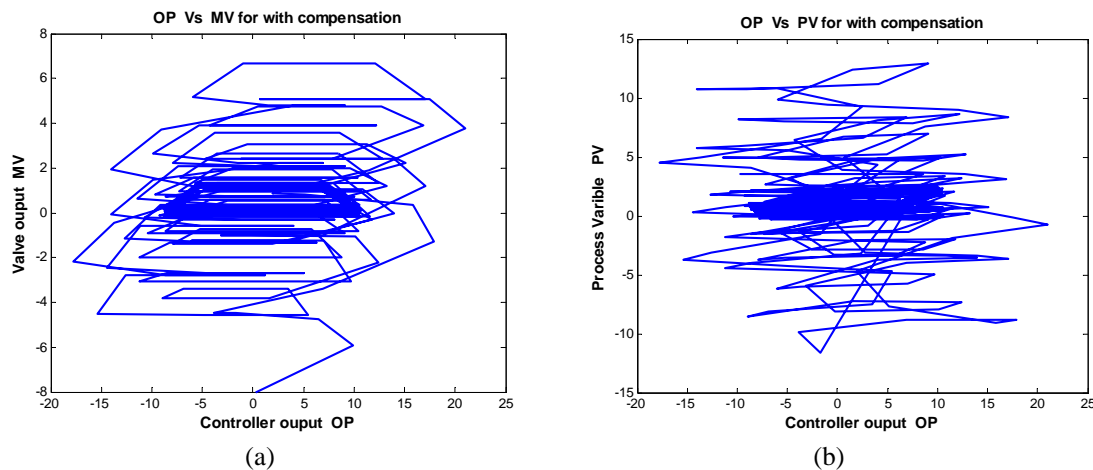 OP Vs MV for with compensation
8
6
4
2
0
-2
-4
-6
-8
-20 -15 -10 -5 0 5 10 15 20 25
Valve ouput MV
Controller ouput OP
(a)
OP Vs PV for with compensation
15
10
5
0
-5
-10
-15
-20 -15 -10 -5 0 5 10 15 20 25
Process Varible PV
Controller ouput OP
(b)